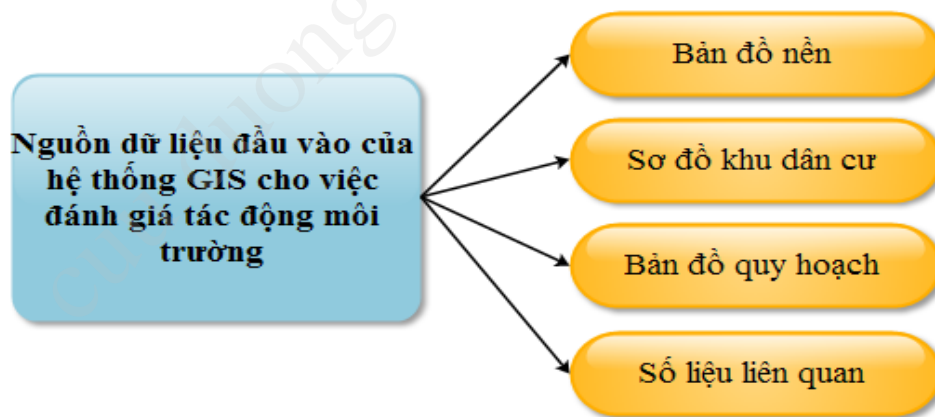 Nguồn dữ liệu đầu vào của
hệ thống GIS cho việc
đánh giá tác động môi
trường
Bản đồ nền
Sơ đồ khu dân cư
Bản đồ quy hoạch
Số liệu liên quan